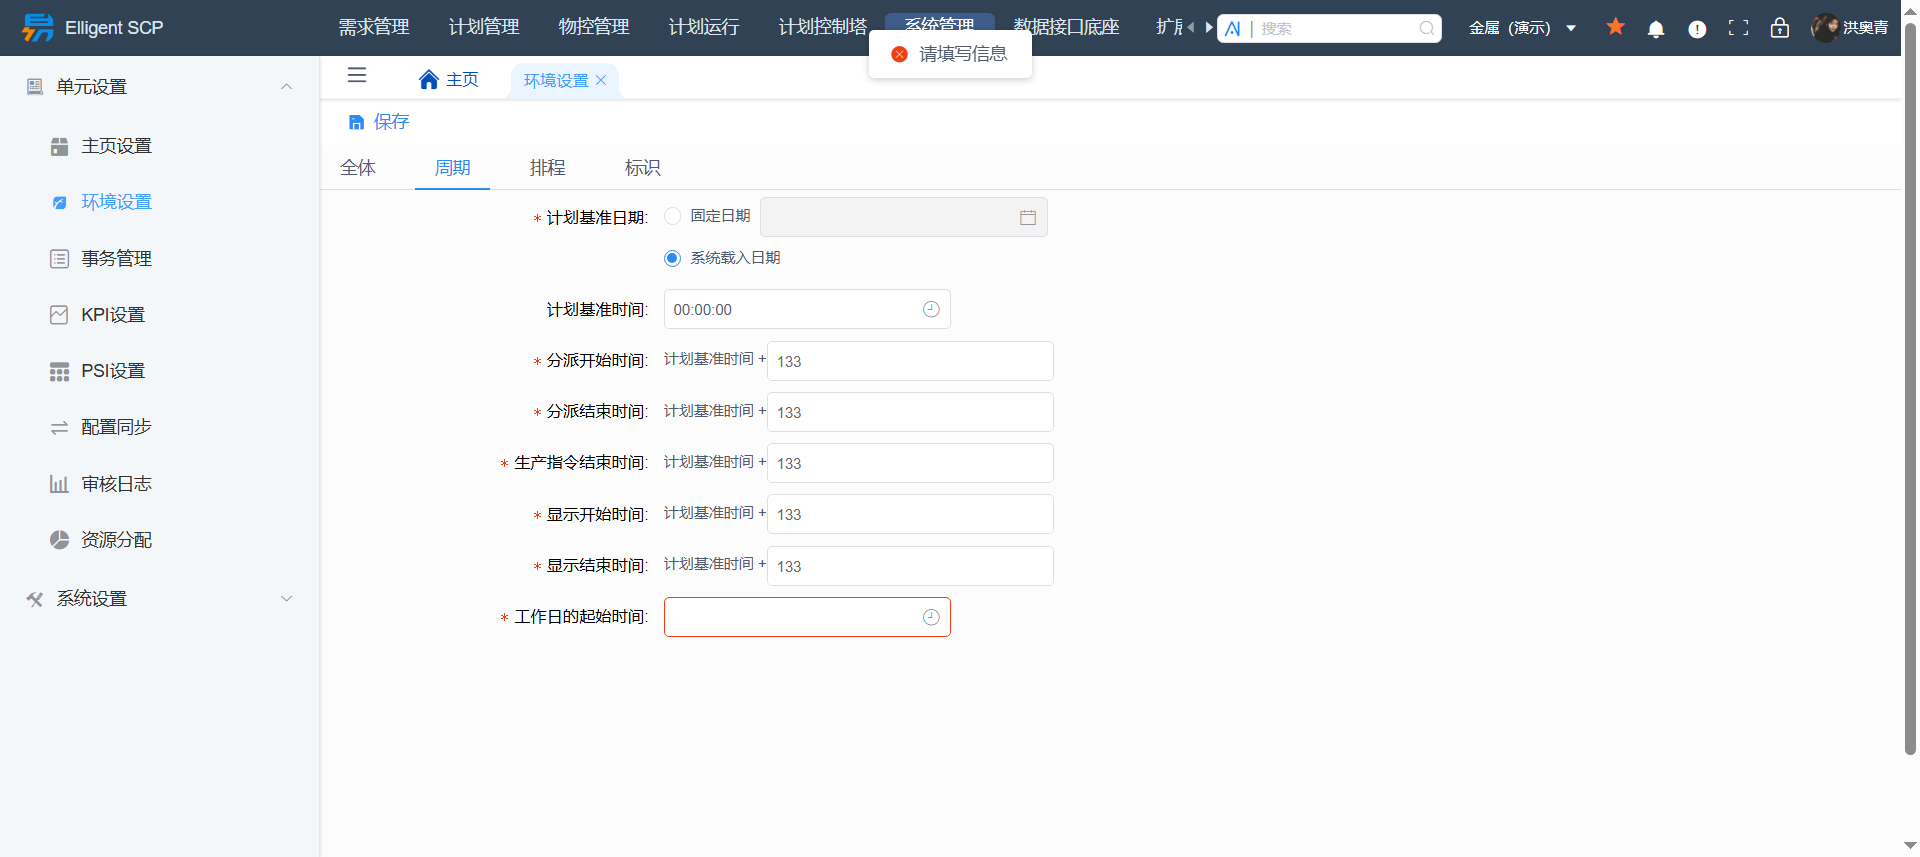 Elligent SCP
需求管理
计划管理
物控管理
计划运行
计划控制塔
系统管理
数据接口底座
AI | 搜索
金属（演示）
洪奥青
请填写信息
主页
环境设置
保存
全体
周期
排程
标识
单元设置
主页设置
环境设置
事务管理
KPI设置
PSI设置
配置同步
审核日志
资源分配
系统设置
* 计划基准日期: 固定日期
系统载入日期
计划基准时间: 00:00:00
* 分派开始时间: 计划基准时间 + 133
* 分派结束时间: 计划基准时间 + 133
* 生产指令结束时间: 计划基准时间 + 133
* 显示开始时间: 计划基准时间 + 133
* 显示结束时间: 计划基准时间 + 133
* 工作日的起始时间: